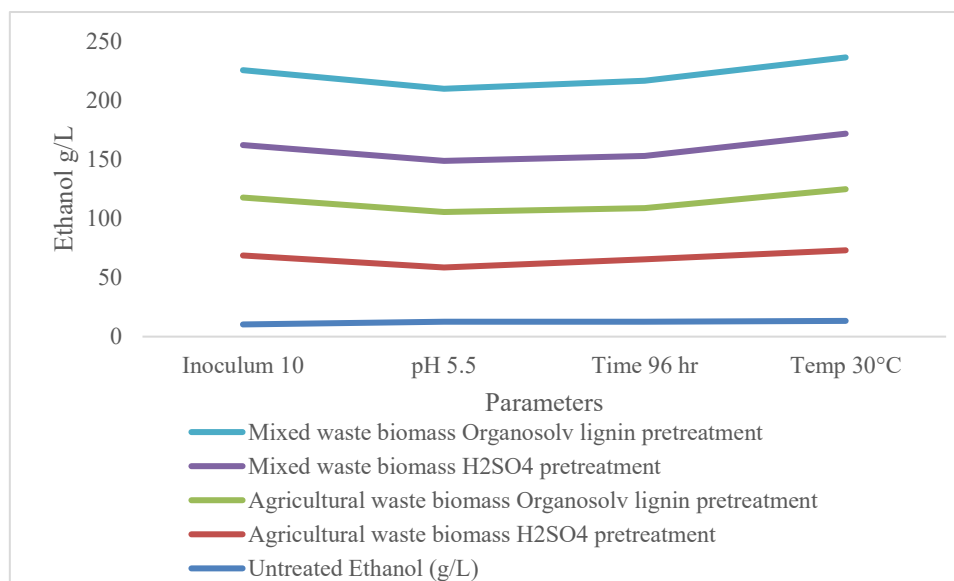 250
200
150
100
50
0
Ethanol g/L
Inoculum 10 pH 5.5 Time 96 hr Temp 30°C
Parameters
Mixed waste biomass Organosolv lignin pretreatment
Mixed waste biomass H2SO4 pretreatment
Agricultural waste biomass Organosolv lignin pretreatment
Agricultural waste biomass H2SO4 pretreatment
Untreated Ethanol (g/L)